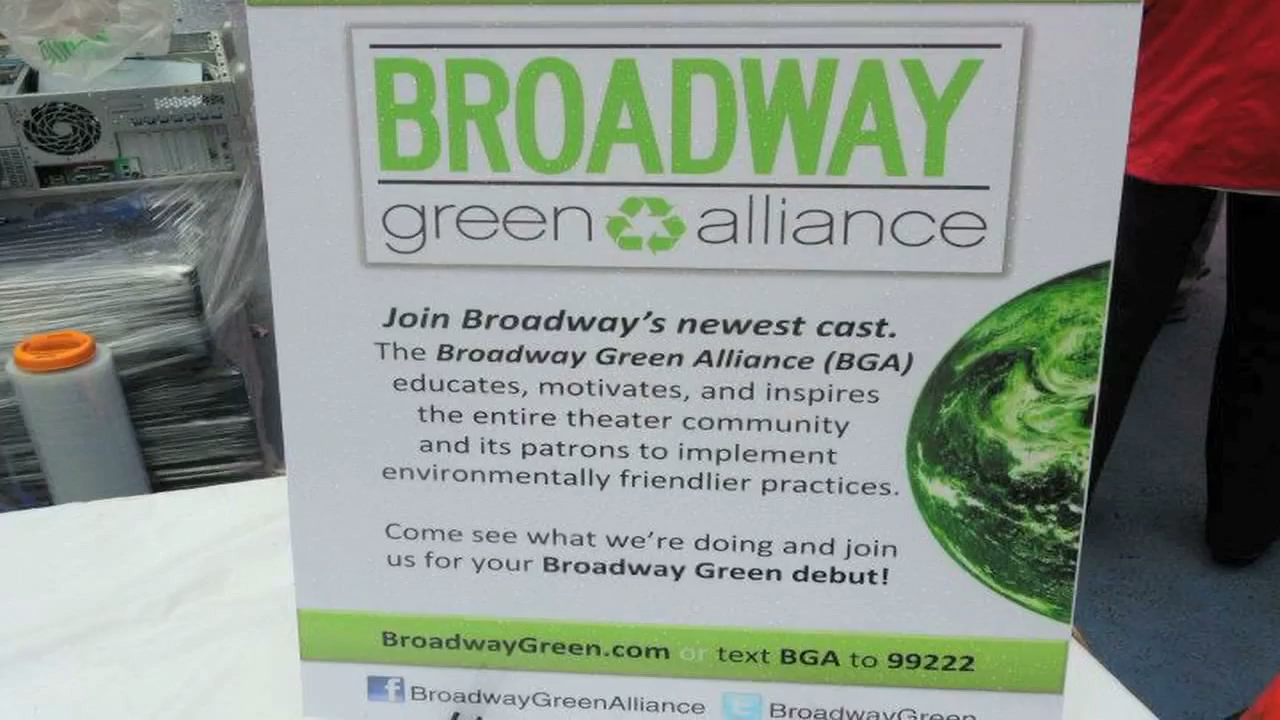 BROADWAY
green alliance
Join Broadway's newest cast.
The Broadway Green Alliance (BGA)
educates, motivates, and inspires
the entire theater community
and its patrons to implement
environmentally friendlier practices.
Come see what we're doing and join
us for your Broadway Green debut!
BroadwayGreen.com or text BGA to 99222
f BroadwayGreenAlliance t BroadwayGreen